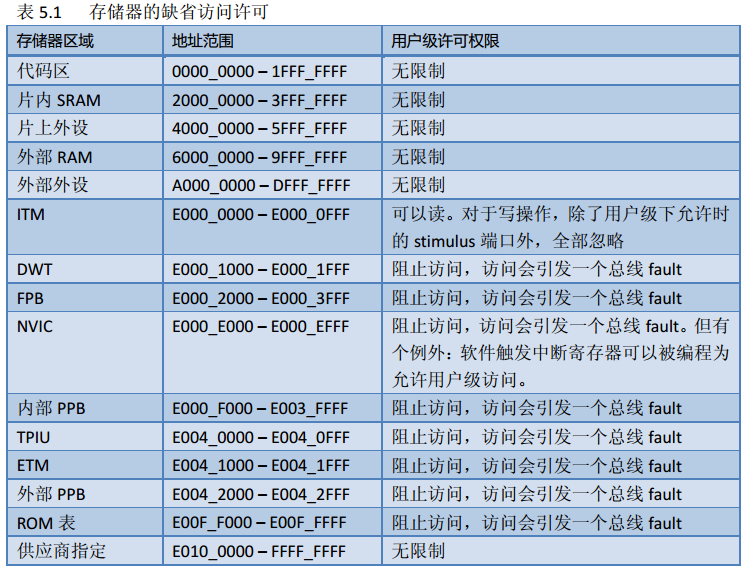 表 5.1 存储器的缺省访问许可
存储器区域 地址范围 用户级许可权限
代码区 0000_0000 – 1FFF_FFFF 无限制
片内 SRAM 2000_0000 – 3FFF_FFFF 无限制
片上外设 4000_0000 – 5FFF_FFFF 无限制
外部 RAM 6000_0000 – 9FFF_FFFF 无限制
外部外设 A000_0000 – DFFF_FFFF 无限制
ITM E000_0000 – E000_0FFF 可以读。对于写操作，除了用户级下允许时
的 stimulus 端口外，全部忽略
DWT E000_1000 – E000_1FFF 阻止访问，访问会引发一个总线 fault
FPB E000_2000 – E000_3FFF 阻止访问，访问会引发一个总线 fault
NVIC E000_E000 – E000_EFFF 阻止访问，访问会引发一个总线 fault。但有
个例外：软件触发中断寄存器可以被编程为
允许用户级访问。
内部 PPB E000_F000 – E003_FFFF 阻止访问，访问会引发一个总线 fault
TPIU E004_0000 – E004_0FFF 阻止访问，访问会引发一个总线 fault
ETM E004_1000 – E004_1FFF 阻止访问，访问会引发一个总线 fault
外部 PPB E004_2000 – E004_2FFF 阻止访问，访问会引发一个总线 fault
ROM 表 E00F_F000 – E00F_FFFF 阻止访问，访问会引发一个总线 fault
供应商指定 E010_0000 – FFFF_FFFF 无限制